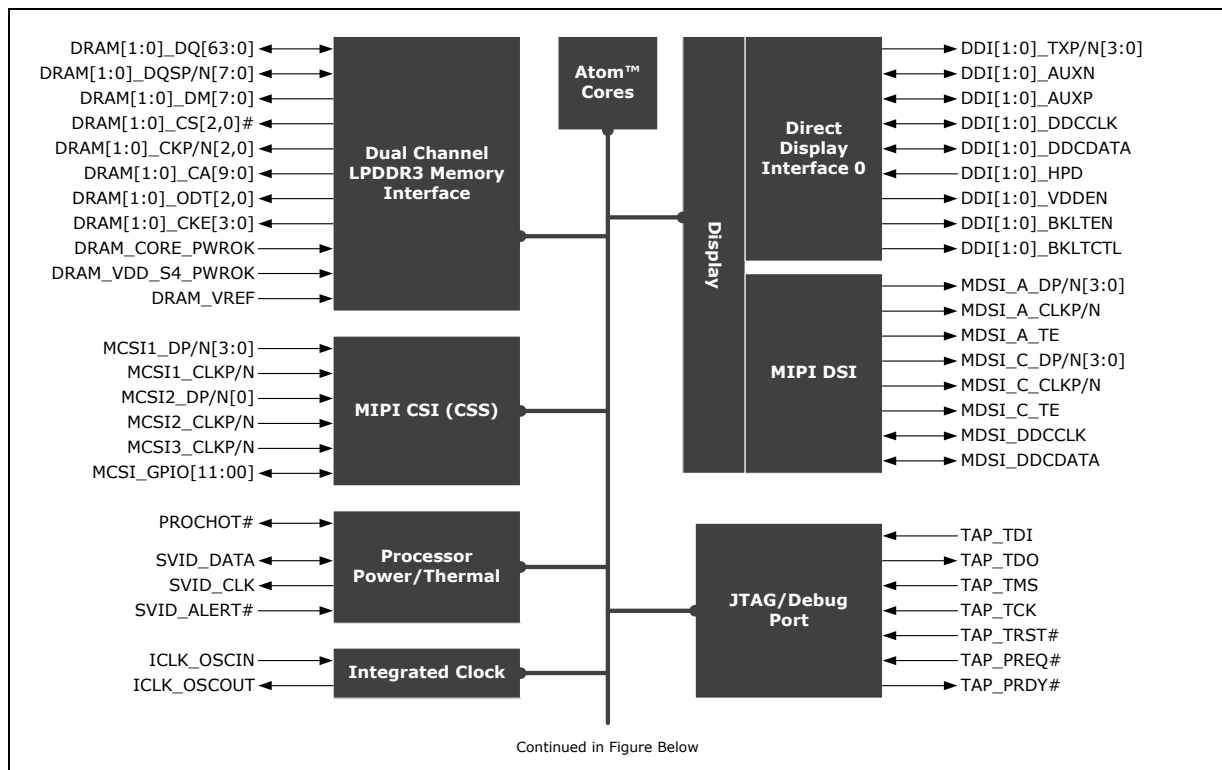 DRAM[1:0]_DQ[63:0]
DRAM[1:0]_DQSP/N[7:0]
DRAM[1:0]_DM[7:0]
DRAM[1:0]_CS[2,0]#
DRAM[1:0]_CKP/N[2,0]
DRAM[1:0]_CA[9:0]
DRAM[1:0]_ODT[2,0]
DRAM[1:0]_CKE[3:0]
DRAM_CORE_PWROK
DRAM_VDD_S4_PWROK
DRAM_VREF
Dual Channel
LPDDR3 Memory
Interface
MCSI1_DP/N[3:0]
MCSI1_CLKP/N
MCSI2_DP/N[0]
MCSI2_CLKP/N
MCSI3_CLKP/N
MCSI_GPIO[11:00]
MIPI CSI (CSS)
PROCHOT#
SVID_DATA
SVID_CLK
SVID_ALERT#
Processor
Power/Thermal
ICLK_OSCIN
ICLK_OSCOUT
Integrated Clock
Atom™
Cores
Display
Direct
Display
Interface 0
DDI[1:0]_TXP/N[3:0]
DDI[1:0]_AUXN
DDI[1:0]_AUXP
DDI[1:0]_DDCCLK
DDI[1:0]_DDCDATA
DDI[1:0]_HPD
DDI[1:0]_VDDEN
DDI[1:0]_BKLTEN
DDI[1:0]_BKLTCTL
MIPI DSI
MDSI_A_DP/N[3:0]
MDSI_A_CLKP/N
MDSI_A_TE
MDSI_C_DP/N[3:0]
MDSI_C_CLKP/N
MDSI_C_TE
MDSI_DDCCLK
MDSI_DDCDATA
JTAG/Debug
Port
TAP_TDI
TAP_TDO
TAP_TMS
TAP_TCK
TAP_TRST#
TAP_PREQ#
TAP_PRDY#
Continued in Figure Below